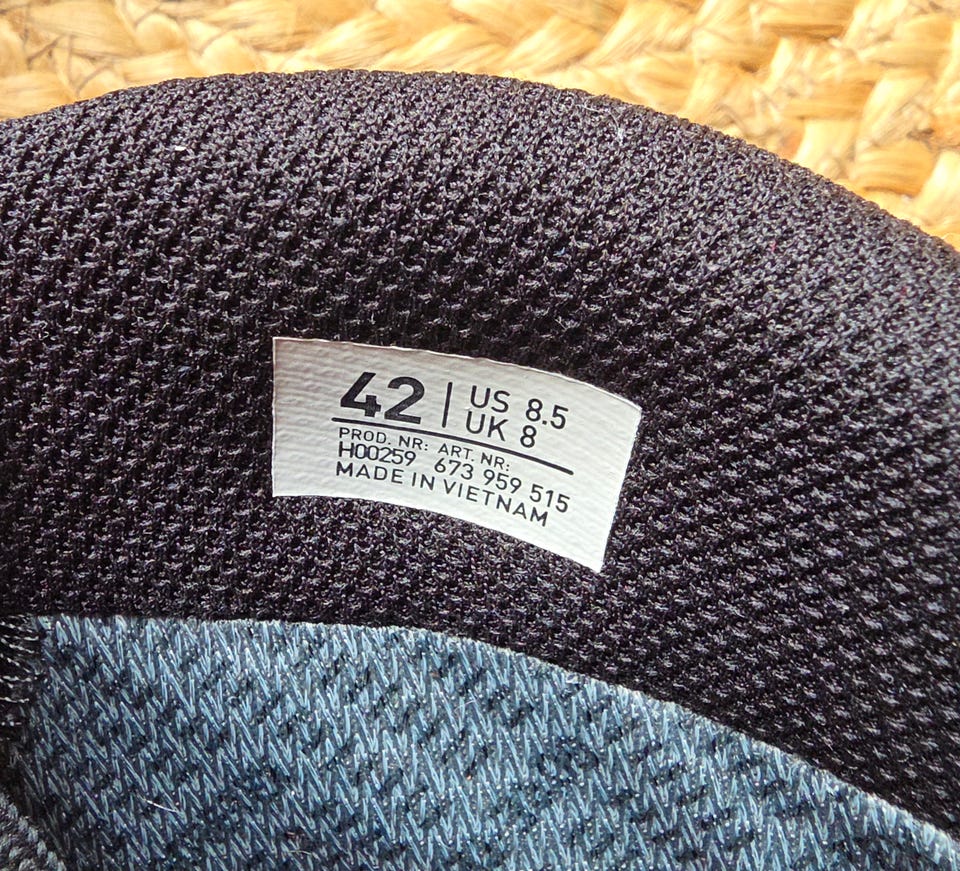 42 | US 8.5
UK 8
PROD. NR: ART. NR:
H00259 673 959 515
MADE IN VIETNAM